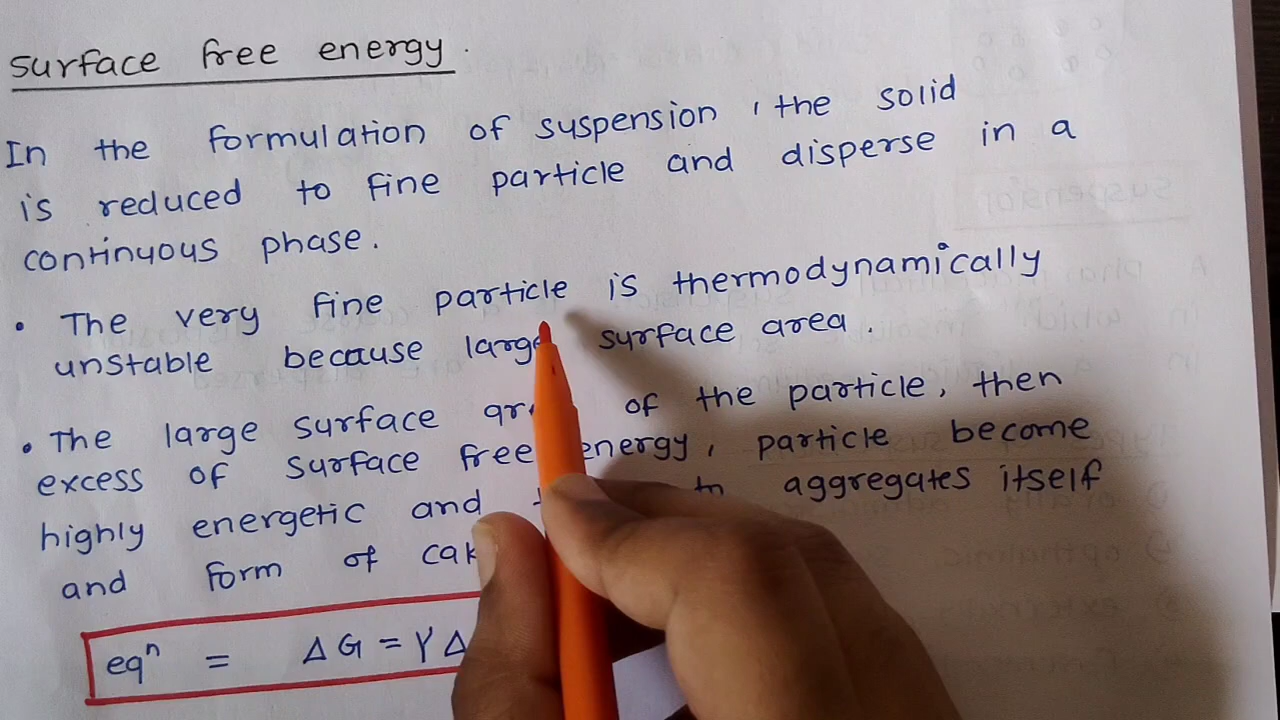 surface free energy.
In the formulation of suspension, the solid
is reduced to fine particle and disperse in a
continuous phase.
• The very fine particle is thermodynamically
unstable because large surface area.
• The large surface of the particle, then
excess of surface free energy, particle become
highly energetic and to aggregates itself
and form of
eqⁿ = ΔG = γΔ
suspension